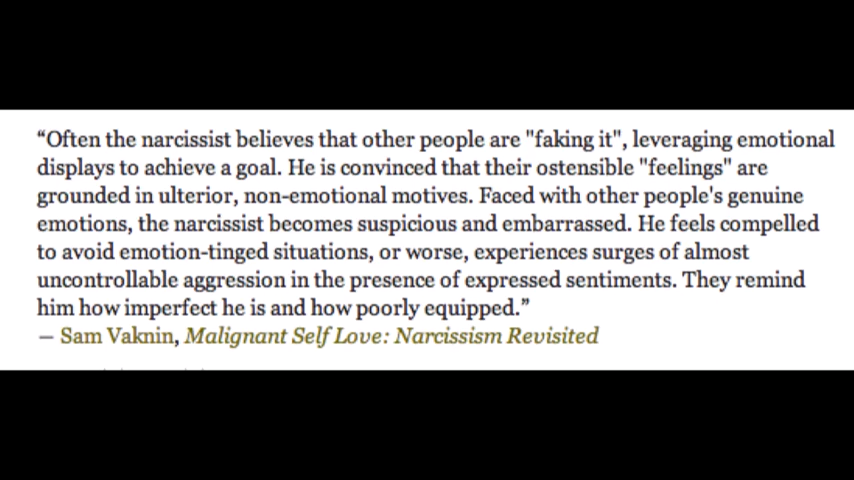 “Often the narcissist believes that other people are "faking it", leveraging emotional
displays to achieve a goal. He is convinced that their ostensible "feelings" are
grounded in ulterior, non-emotional motives. Faced with other people's genuine
emotions, the narcissist becomes suspicious and embarrassed. He feels compelled
to avoid emotion-tinged situations, or worse, experiences surges of almost
uncontrollable aggression in the presence of expressed sentiments. They remind
him how imperfect he is and how poorly equipped.”
— Sam Vaknin, Malignant Self Love: Narcissism Revisited